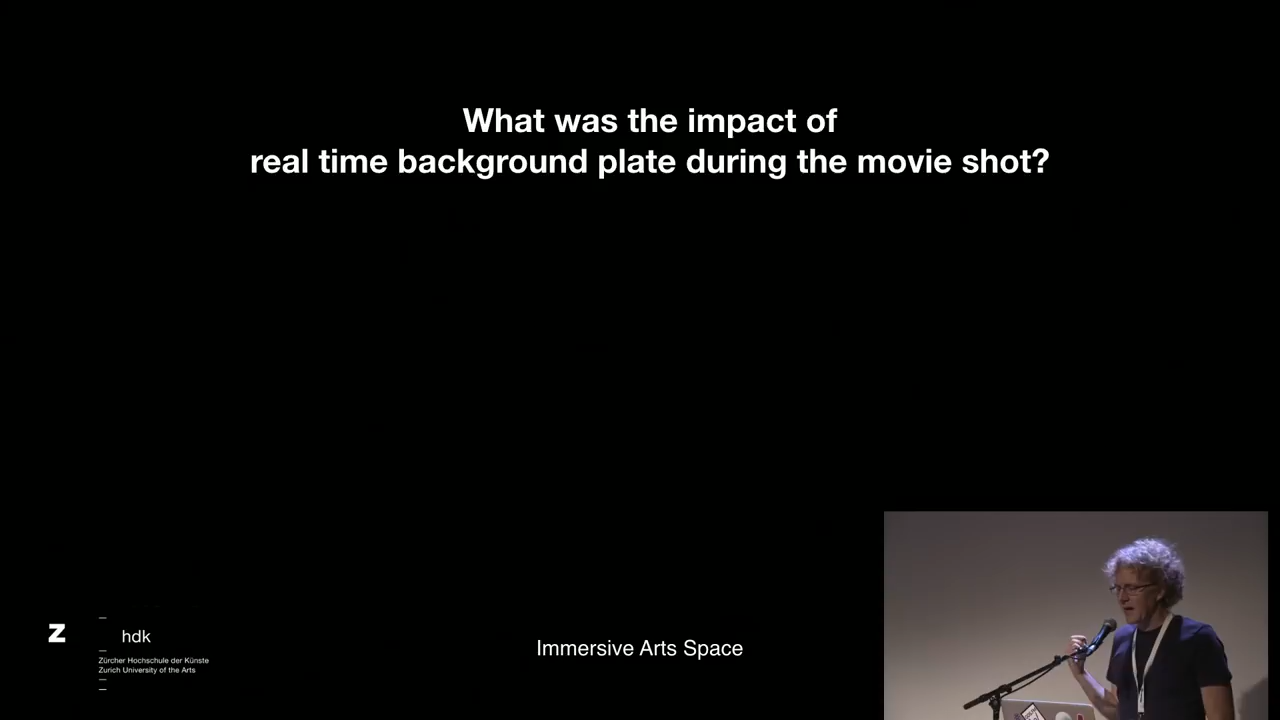 What was the impact of
real time background plate during the movie shot?
Z
hdk
Zürcher Hochschule der Künste
Zurich University of the Arts
Immersive Arts Space